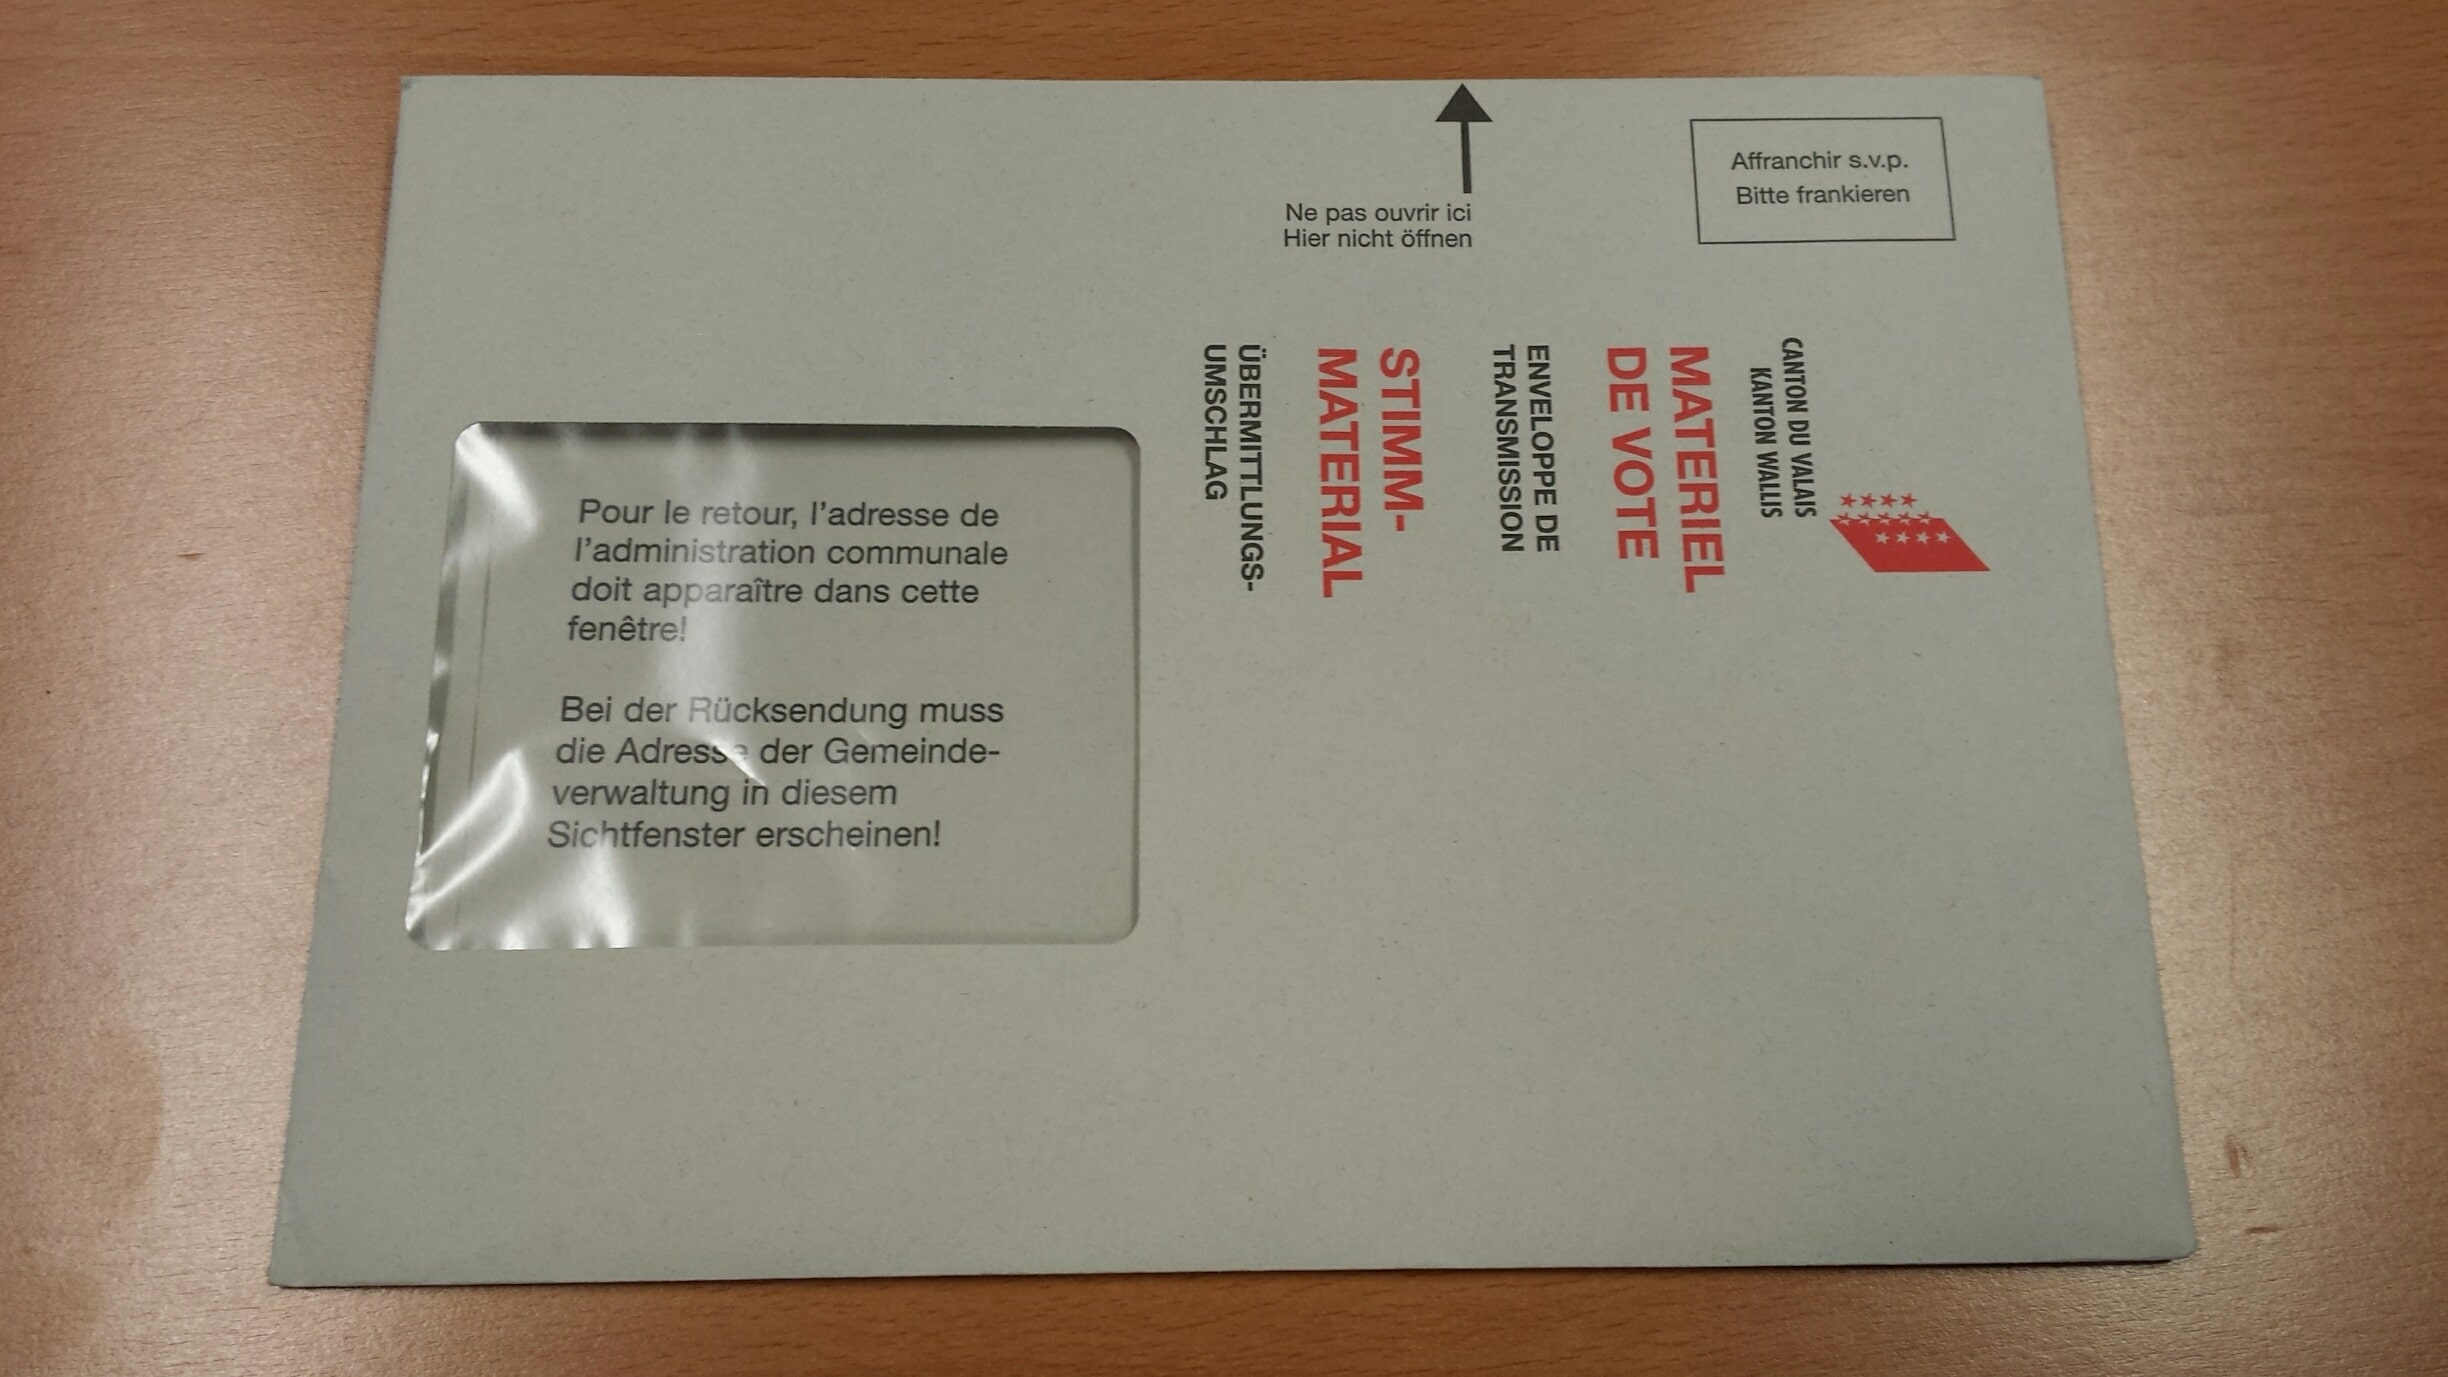 Affranchir s.v.p.
Bitte frankieren
Ne pas ouvrir ici
Hier nicht öffnen
CANTON DU VALAIS
KANTON WALLIS
MATERIEL
DE VOTE
ENVELOPPE DE
TRANSMISSION
STIMM-
MATERIAL
ÜBERMITTLUNGS-
UMSCHLAG
Pour le retour, l'adresse de
l'administration communale
doit apparaître dans cette
fenêtre!
Bei der Rücksendung muss
die Adresse der Gemeinde-
verwaltung in diesem
Sichtfenster erscheinen!